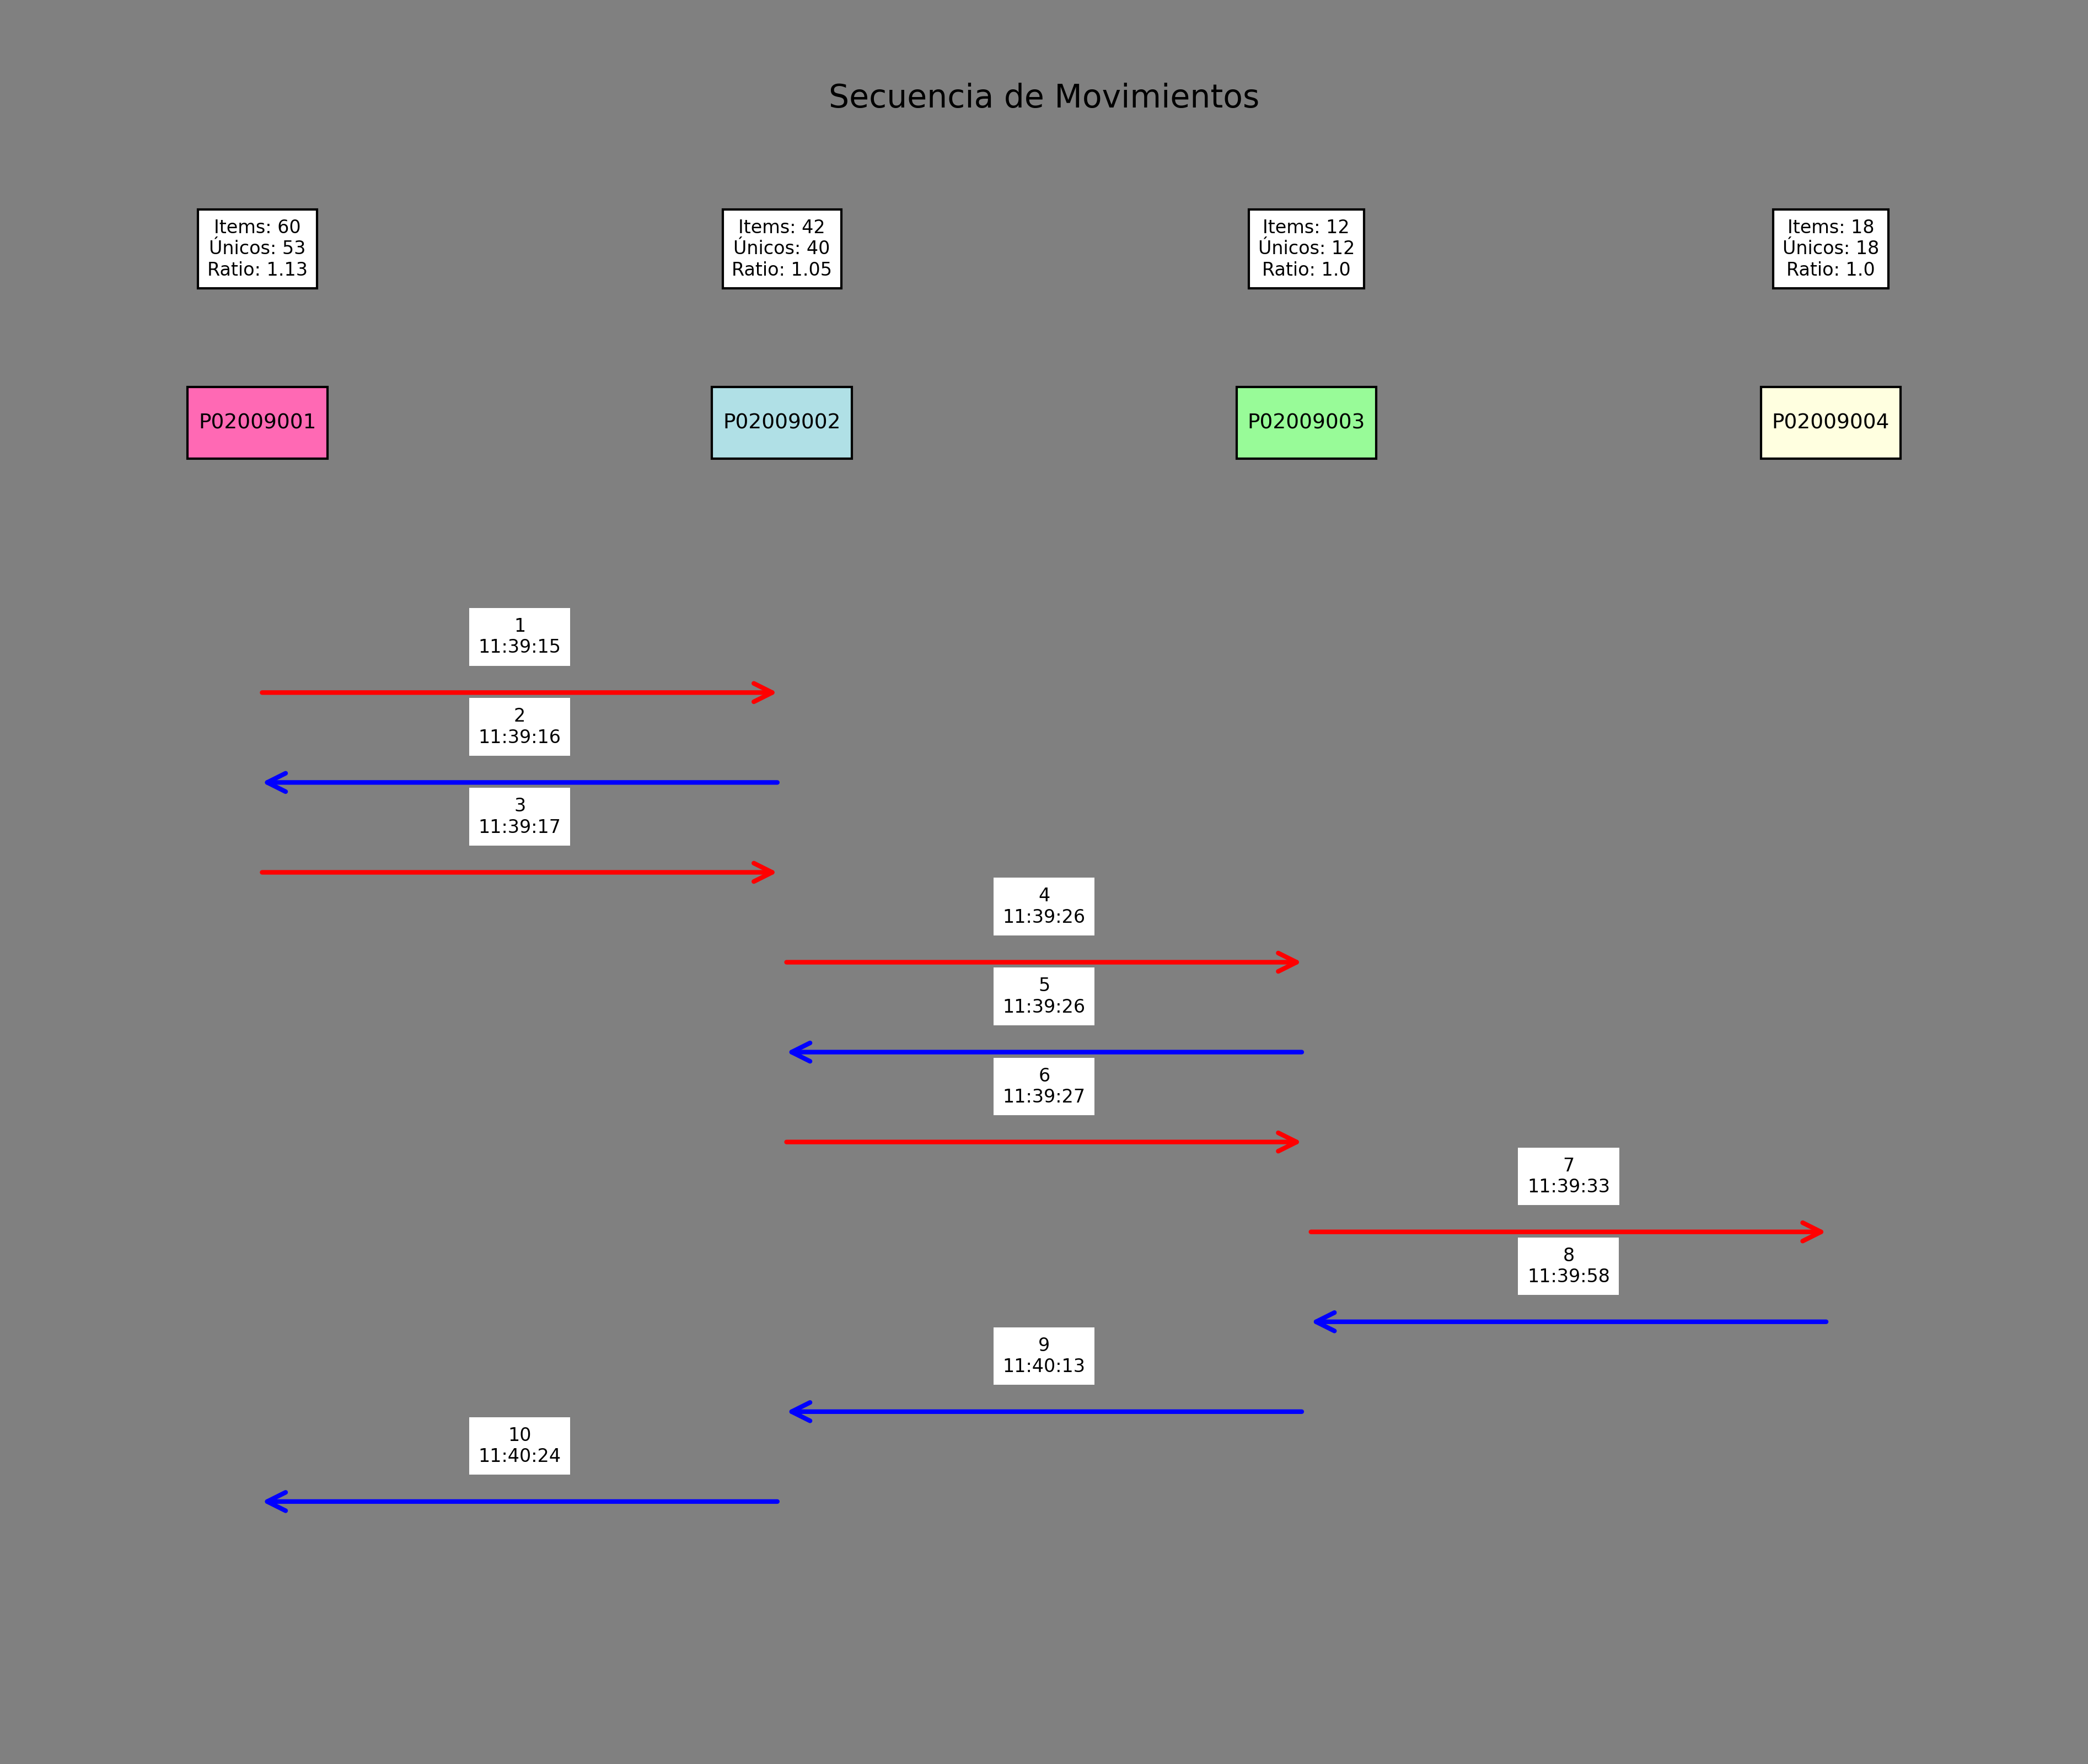 Secuencia de Movimientos
Items: 60
Únicos: 53
Ratio: 1.13
Items: 42
Únicos: 40
Ratio: 1.05
Items: 12
Únicos: 12
Ratio: 1.0
Items: 18
Únicos: 18
Ratio: 1.0
P02009001
P02009002
P02009003
P02009004
1
11:39:15
2
11:39:16
3
11:39:17
4
11:39:26
5
11:39:26
6
11:39:27
7
11:39:33
8
11:39:58
9
11:40:13
10
11:40:24